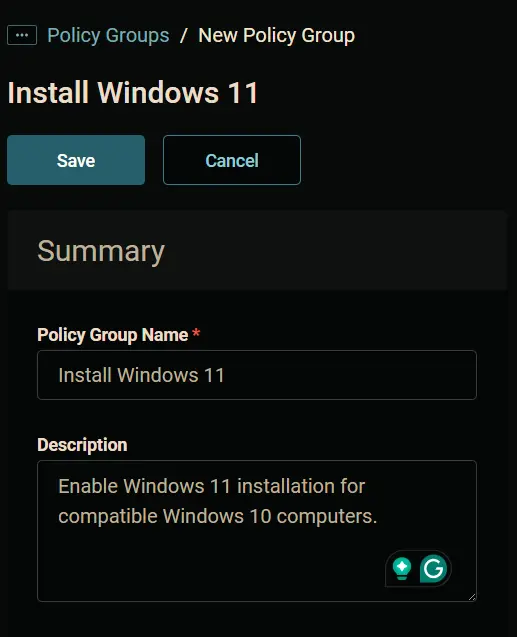 Policy Groups / New Policy Group
Install Windows 11
Save Cancel
Summary
Policy Group Name *
Install Windows 11
Description
Enable Windows 11 installation for
compatible Windows 10 computers.